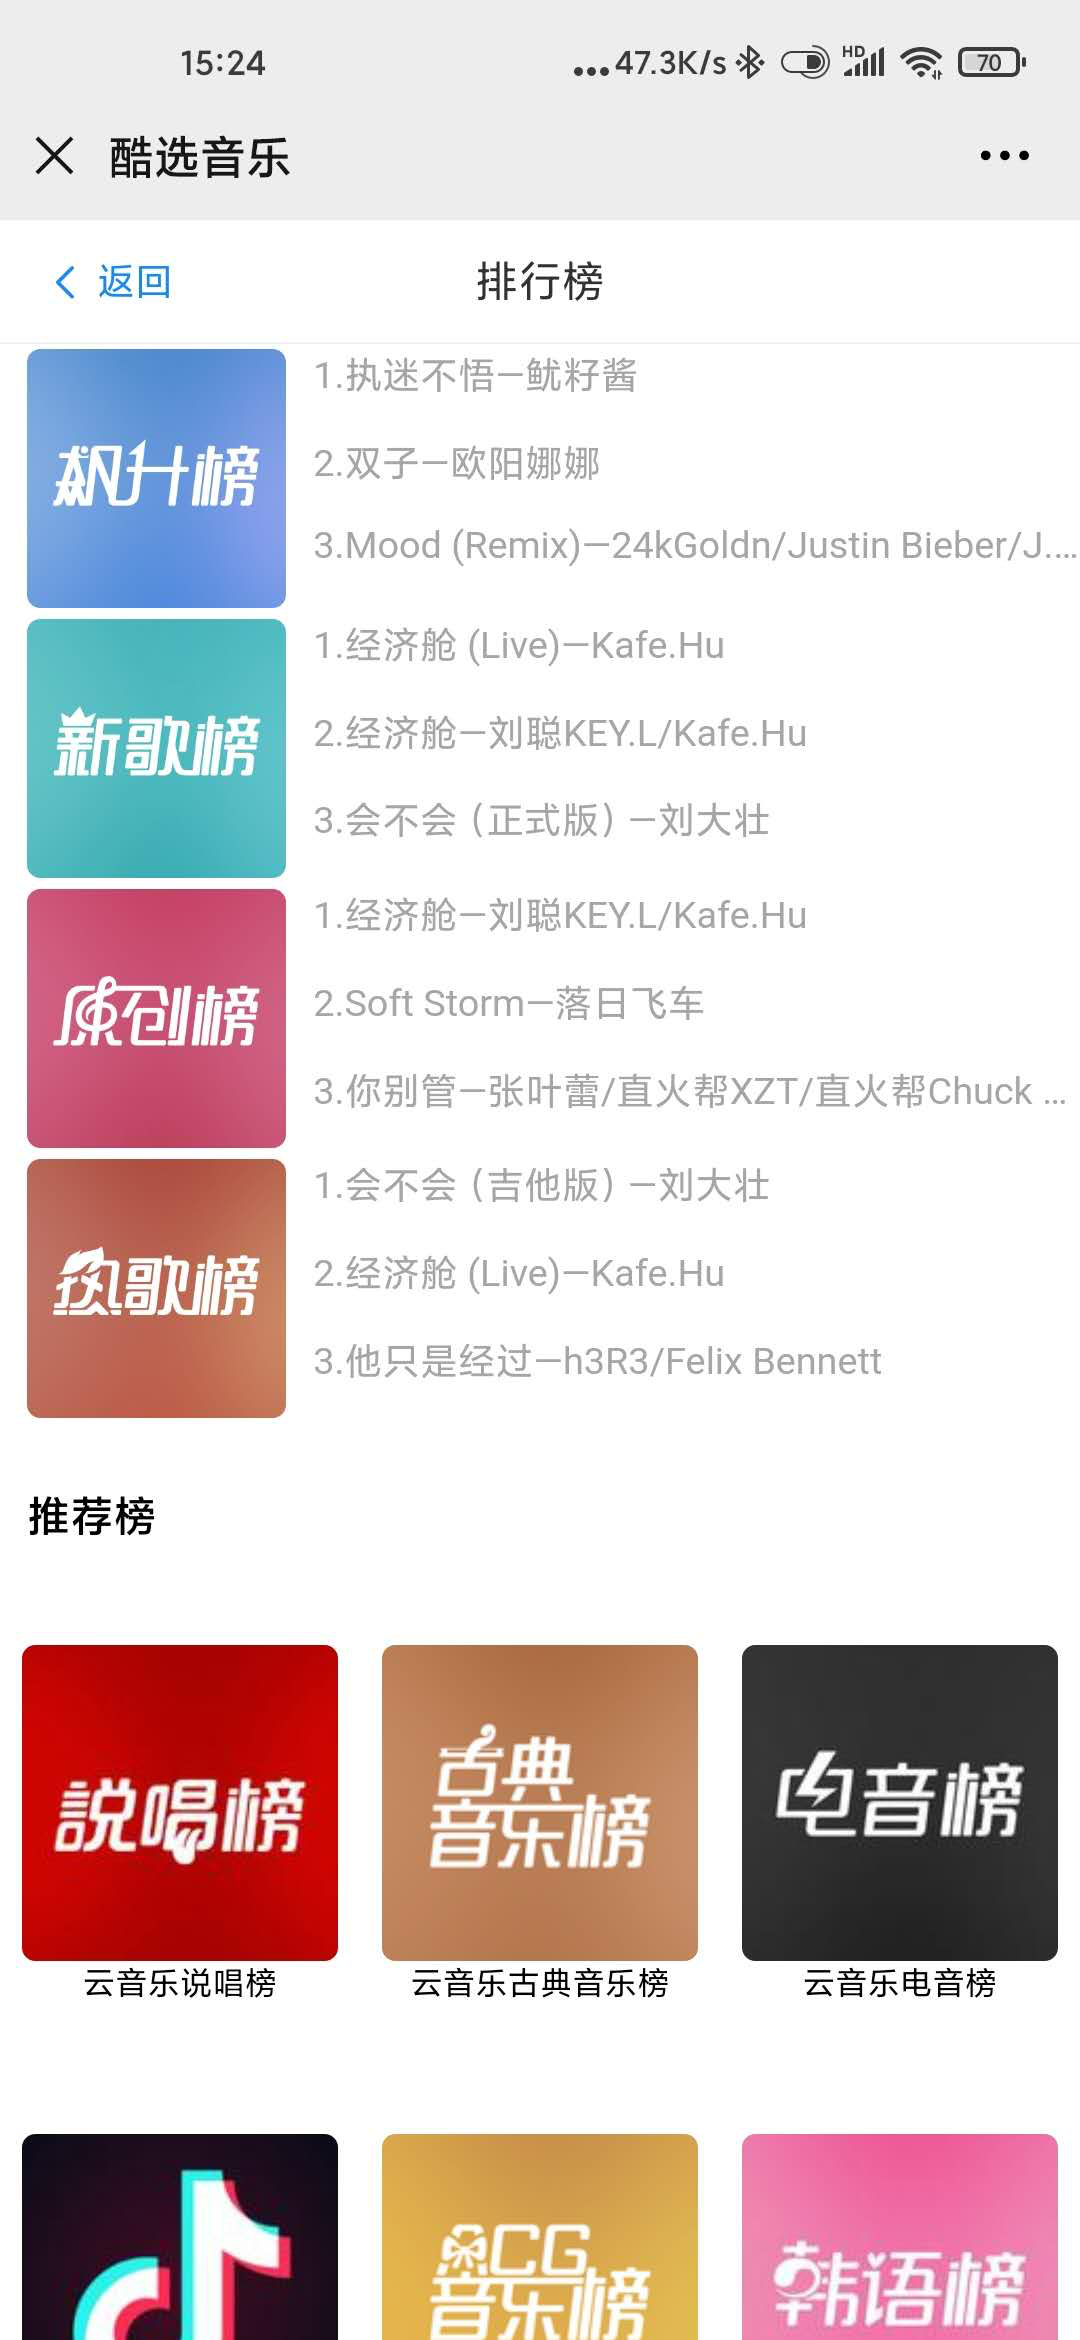 15:24
...47.3K/s
HD
70
酷选音乐
返回
排行榜
飙升榜
1.执迷不悟—鱿籽酱
2.双子—欧阳娜娜
3.Mood (Remix)—24kGoldn/Justin Bieber/J....
新歌榜
1.经济舱 (Live)—Kafe.Hu
2.经济舱—刘聪KEY.L/Kafe.Hu
3.会不会（正式版）—刘大壮
原创榜
1.经济舱—刘聪KEY.L/Kafe.Hu
2.Soft Storm—落日飞车
3.你别管—张叶蕾/直火帮XZT/直火帮Chuck ...
热歌榜
1.会不会（吉他版）—刘大壮
2.经济舱 (Live)—Kafe.Hu
3.他只是经过—h3R3/Felix Bennett
推荐榜
説唱榜
古典
音乐榜
电音榜
云音乐说唱榜
云音乐古典音乐榜
云音乐电音榜
ACG
音乐榜
韩语榜